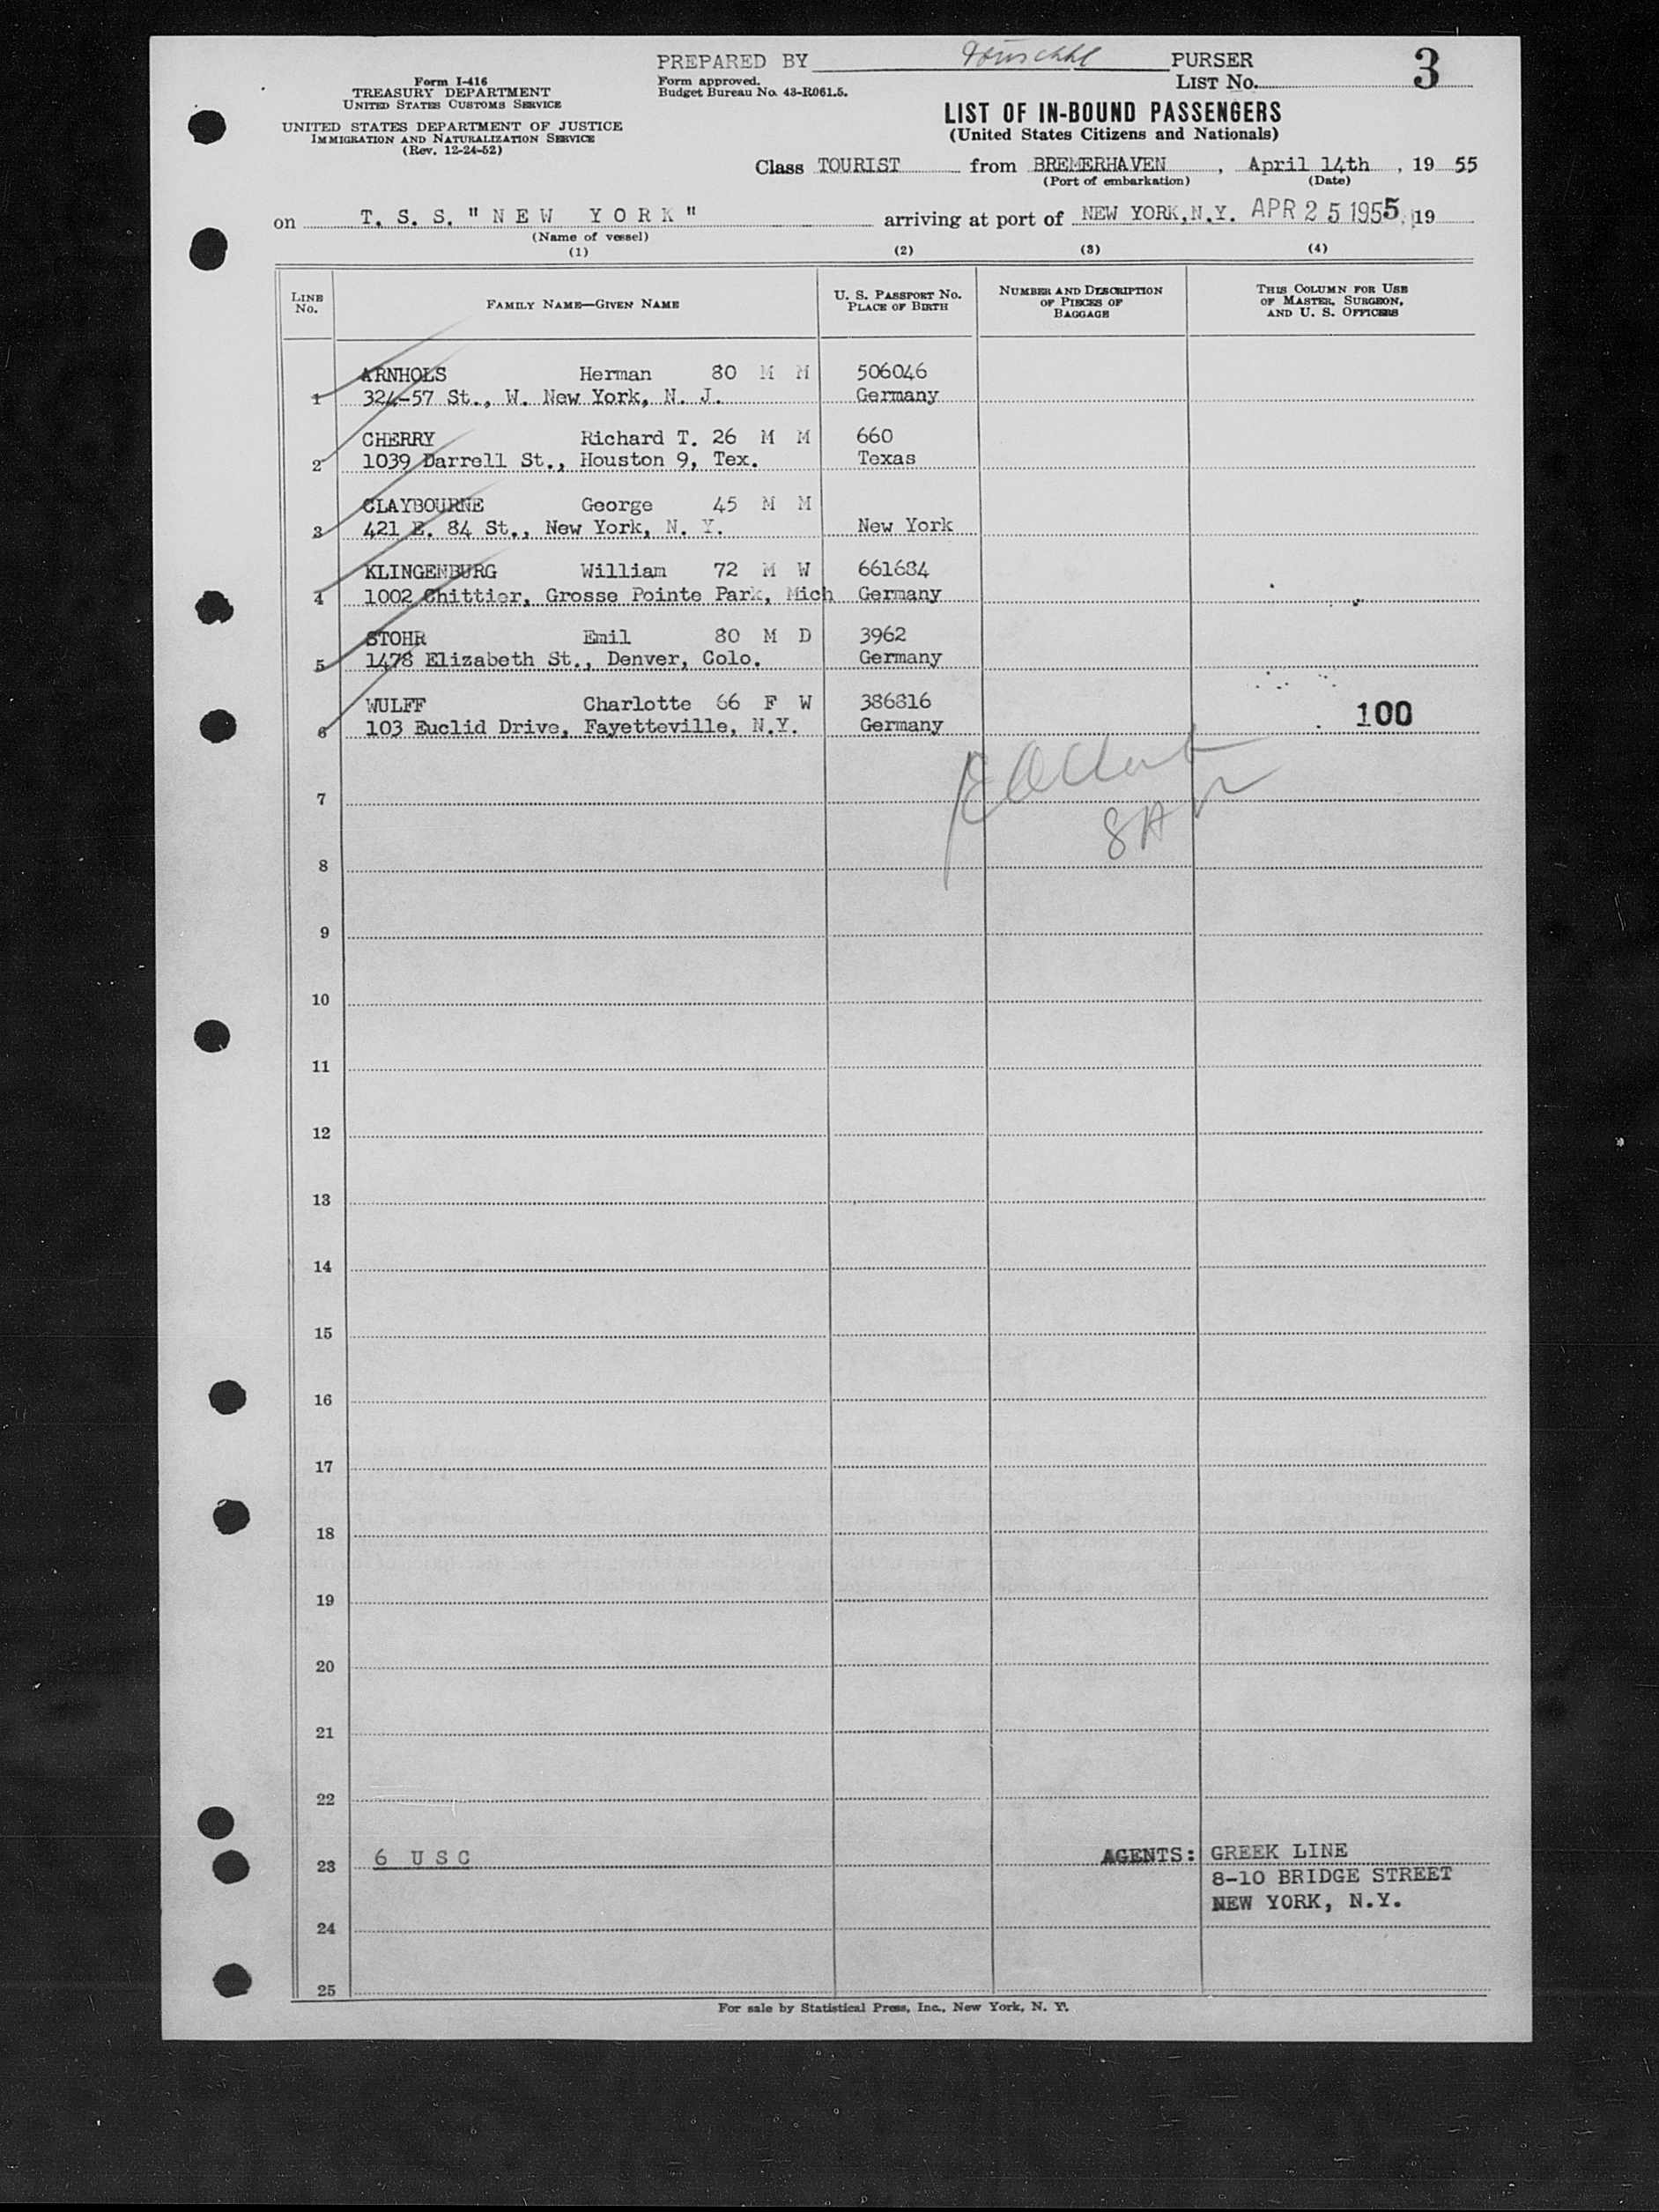 PREPARED BY PURSER
Form I-416
TREASURY DEPARTMENT
UNITED STATES CUSTOMS SERVICE
UNITED STATES DEPARTMENT OF JUSTICE
IMMIGRATION AND NATURALIZATION SERVICE
(Rev. 12-24-52)
Form approved.
Budget Bureau No. 43-R061.5.
LIST No. 3
LIST OF IN-BOUND PASSENGERS
(United States Citizens and Nationals)
Class TOURIST from BREMERHAVEN, April 14th, 19 55
(Port of embarkation) (Date)
on T. S. S. "NEW YORK" arriving at port of NEW YORK, N.Y. APR 25 1955, 19
(Name of vessel)
(1) (2) (3) (4)
LINE No. FAMILY NAME—GIVEN NAME U. S. PASSPORT No. PLACE OF BIRTH NUMBER AND DESCRIPTION OF PIECES OF BAGGAGE THIS COLUMN FOR USE OF MASTER, SURGEON, AND U. S. OFFICERS
ARNHOLS Herman 80 M M 506046
1 324-57 St., W. New York, N. J. Germany
CHERRY Richard T. 26 M M 660
2 1039 Darrell St., Houston 9, Tex. Texas
CLAYBOURNE George 45 M M
3 421 E. 84 St., New York, N. Y. New York
KLINGENBURG William 72 M W 661684
4 1002 Chittier, Grosse Pointe Park, Mich Germany
STOHR Emil 80 M D 3962
5 1478 Elizabeth St., Denver, Colo. Germany
WULFF Charlotte 66 F W 386816
6 103 Euclid Drive, Fayetteville, N.Y. Germany 100
7
8
9
10
11
12
13
14
15
16
17
18
19
20
21
22
23 6 USC AGENTS: GREEK LINE
8-10 BRIDGE STREET
NEW YORK, N.Y.
24
25
For sale by Statistical Press, Inc., New York, N. Y.